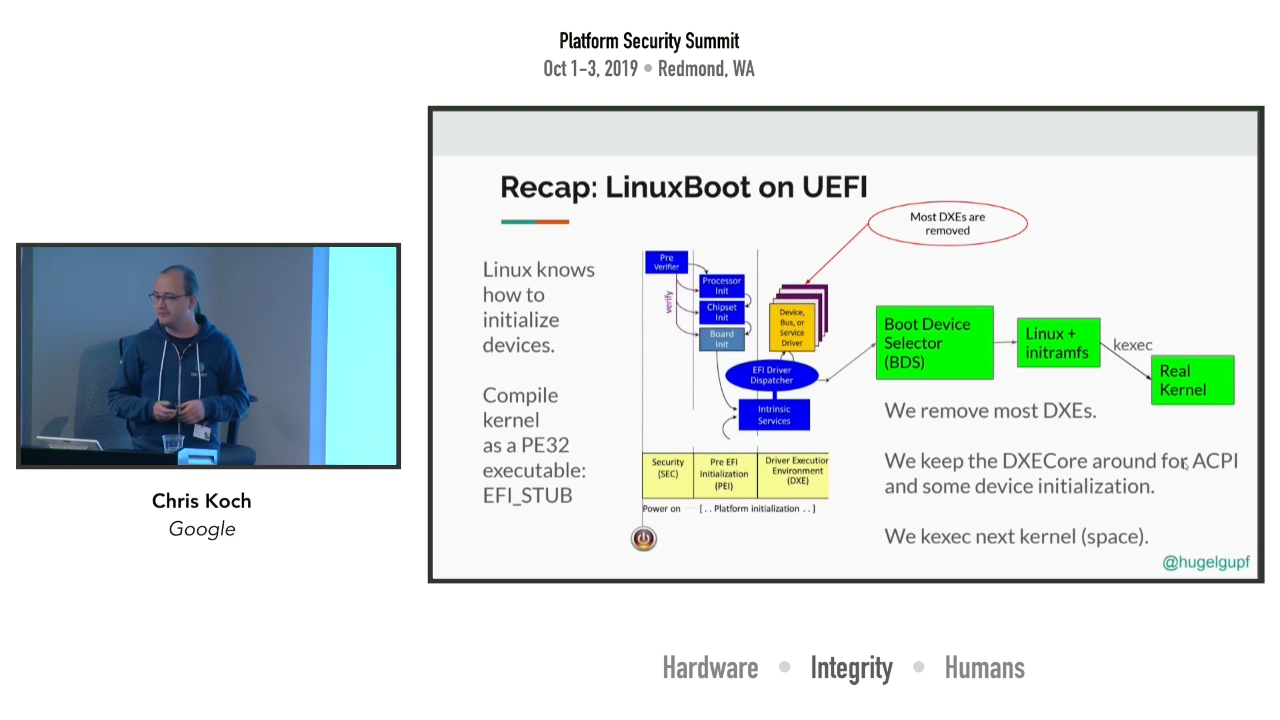 Platform Security Summit
Oct 1-3, 2019 • Redmond, WA
Recap: LinuxBoot on UEFI
Most DXEs are
removed
Linux knows
how to
initialize
devices.
Compile
kernel
as a PE32
executable:
EFI_STUB
Pre
Verifier
verify
Processor
Init
Chipset
Init
Board
Init
Device,
Bus, or
Service
Driver
EFI Driver
Dispatcher
Intrinsic
Services
Security
(SEC)
Pre EFI
Initialization
(PEI)
Driver Execution
Environment
(DXE)
Power on
[ . . Platform initialization . . ]
Boot Device
Selector
(BDS)
Linux +
initramfs
kexec
Real
Kernel
We remove most DXEs.
We keep the DXECore around for ACPI
and some device initialization.
We kexec next kernel (space).
@hugelgupf
Chris Koch
Google
Hardware • Integrity • Humans